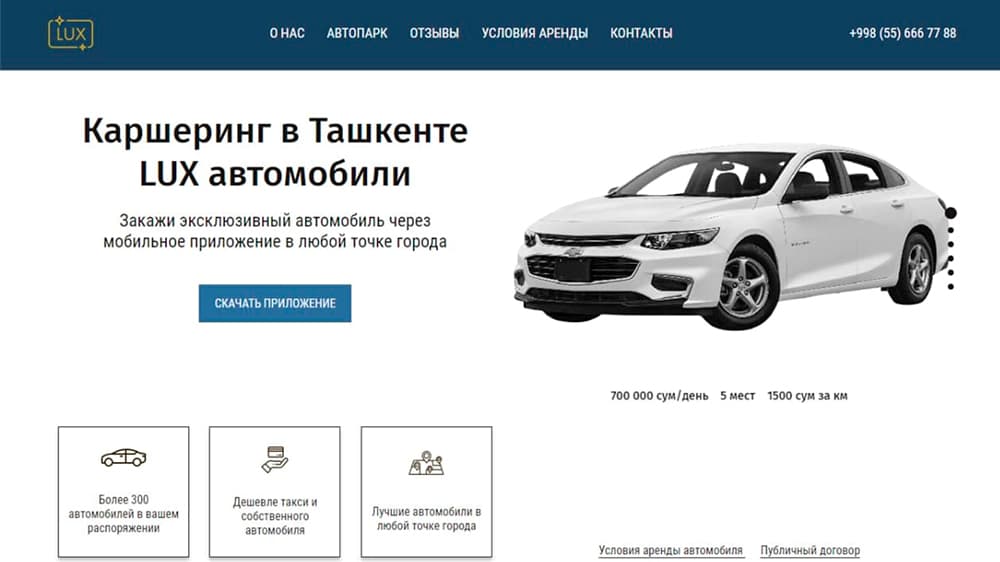 LUX
О НАС АВТОПАРК ОТЗЫВЫ УСЛОВИЯ АРЕНДЫ КОНТАКТЫ
+998 (55) 666 77 88
Каршеринг в Ташкенте
LUX автомобили
Закажи эксклюзивный автомобиль через
мобильное приложение в любой точке города
СКАЧАТЬ ПРИЛОЖЕНИЕ
700 000 сум/день 5 мест 1500 сум за км
Более 300
автомобилей в вашем
распоряжении
Дешевле такси и
собственного
автомобиля
Лучшие автомобили в
любой точке города
Условия аренды автомобиля Публичный договор